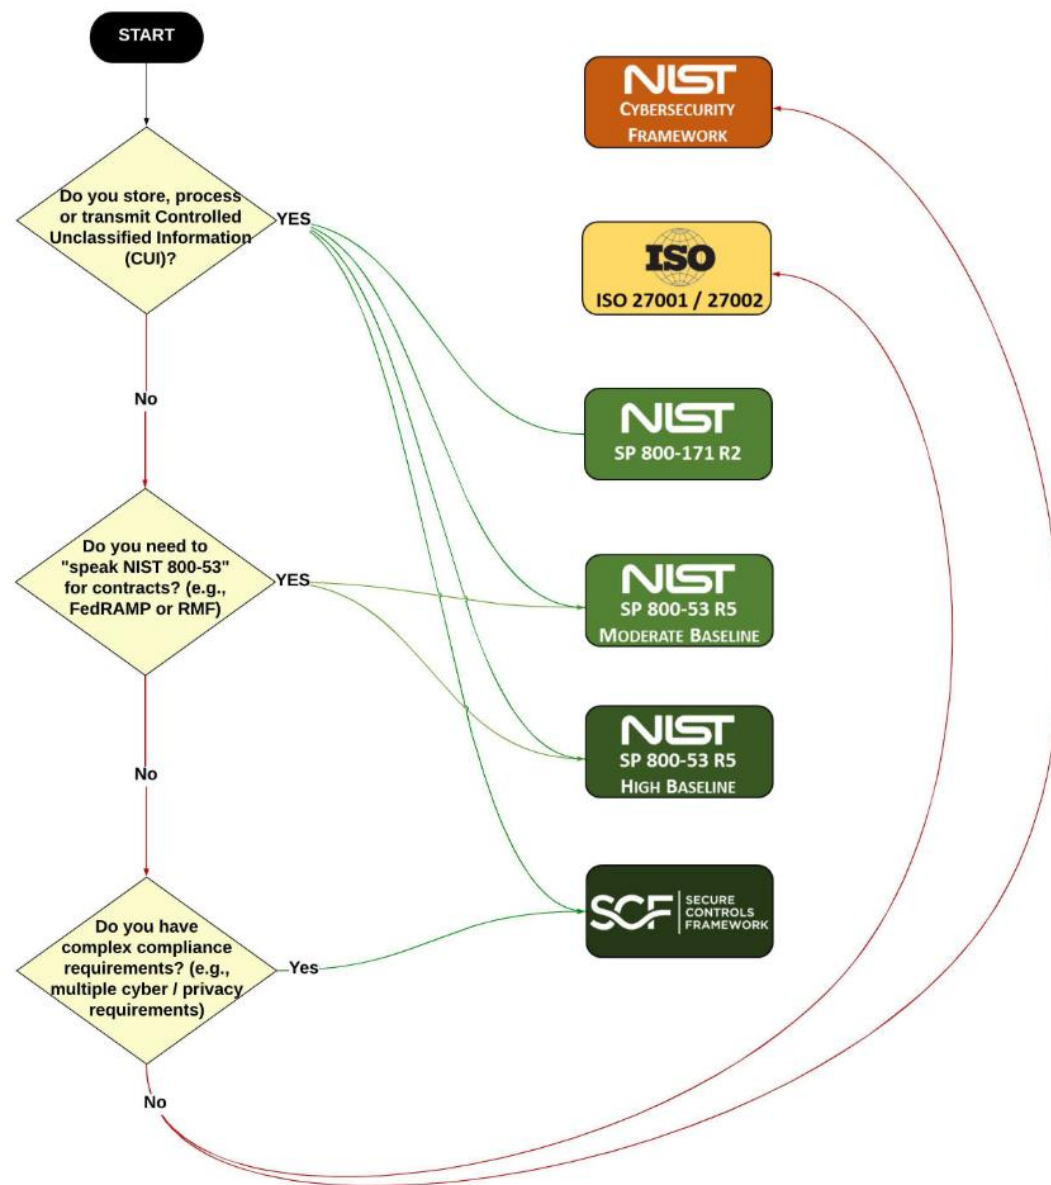 START
Do you store, process
or transmit Controlled
Unclassified Information
(CUI)?
YES
No
Do you need to
"speak NIST 800-53"
for contracts? (e.g.,
FedRAMP or RMF)
YES
No
Do you have
complex compliance
requirements? (e.g.,
multiple cyber / privacy
requirements)
Yes
No
NIST
CYBERSECURITY
FRAMEWORK
ISO
ISO 27001 / 27002
NIST
SP 800-171 R2
NIST
SP 800-53 R5
MODERATE BASELINE
NIST
SP 800-53 R5
HIGH BASELINE
SCF
SECURE
CONTROLS
FRAMEWORK